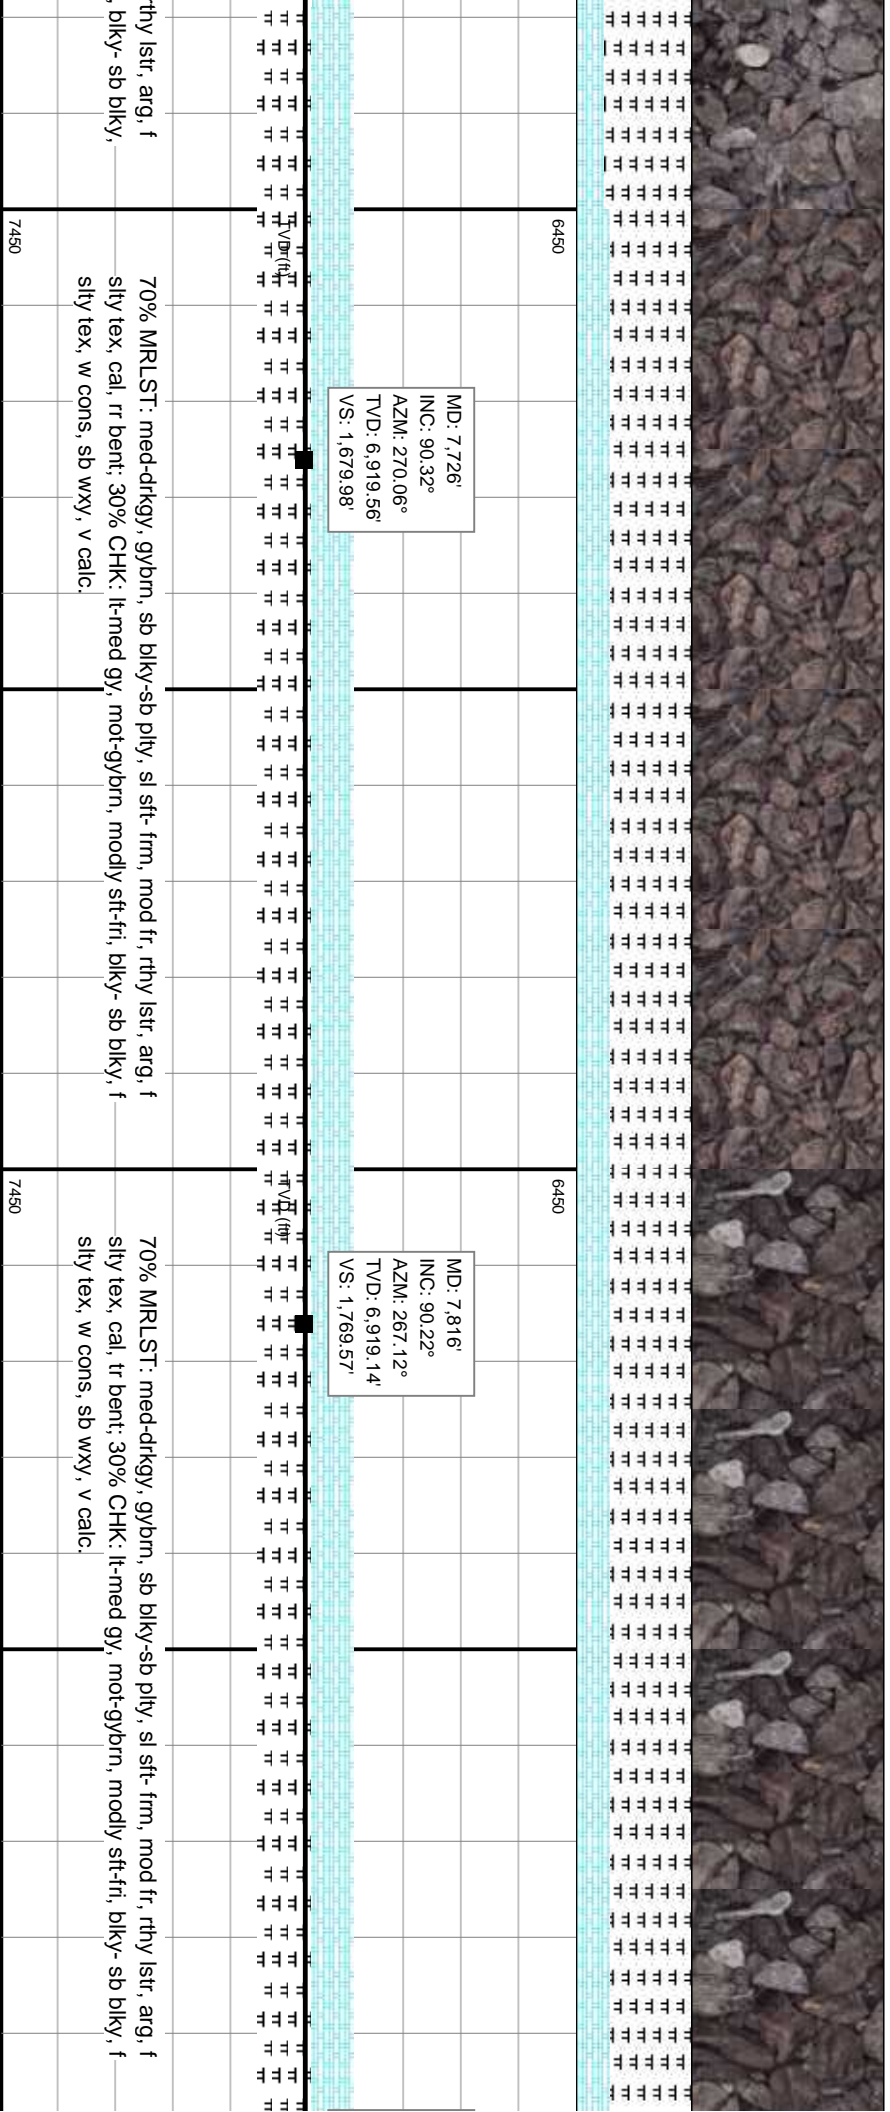 rthy lstr, arg, f
, blky- sb blky,
6450
7450
TVD (ft)
MD: 7,726'
INC: 90.32°
AZM: 270.06°
TVD: 6,919.56'
VS: 1,679.98'
70% MRLST: med-drkgy, gybrn, sb blky-sb plty, sl sft- frm, mod fr, rthy lstr, arg, f
slty tex, cal, rr bent; 30% CHK: lt-med gy, mot-gybrn, modly sft-fri, blky- sb blky, f
slty tex, w cons, sb wxy, v calc.
6450
7450
TVD (ft)
MD: 7,816'
INC: 90.22°
AZM: 267.12°
TVD: 6,919.14'
VS: 1,769.57'
70% MRLST: med-drkgy, gybrn, sb blky-sb plty, sl sft- frm, mod fr, rthy lstr, arg, f
slty tex, cal, tr bent; 30% CHK: lt-med gy, mot-gybrn, modly sft-fri, blky- sb blky, f
slty tex, w cons, sb wxy, v calc.